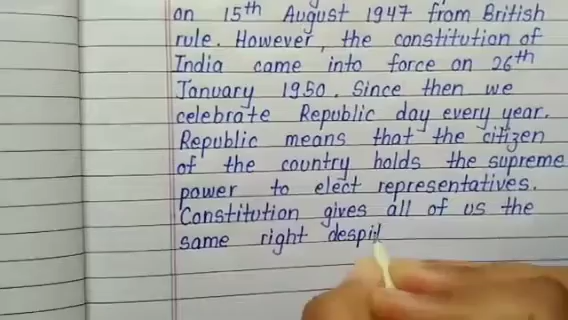 on 15th August 1947 from British
rule. However, the constitution of
India came into force on 26th
January 1950. Since then we
celebrate Republic day every year.
Republic means that the citizen
of the country holds the supreme
power to elect representatives.
Constitution gives all of us the
same right despit